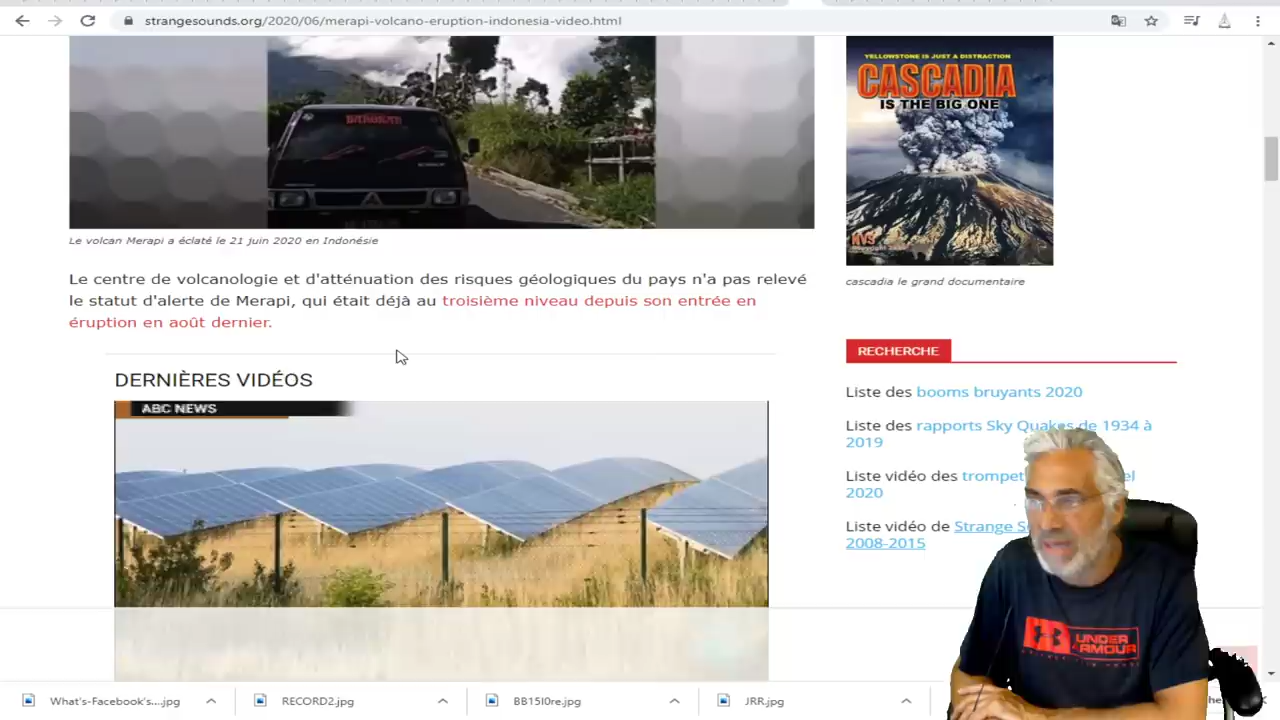 strangesounds.org/2020/06/merapi-volcano-eruption-indonesia-video.html
Le volcan Merapi a éclaté le 21 juin 2020 en Indonésie
Le centre de volcanologie et d'atténuation des risques géologiques du pays n'a pas relevé
le statut d'alerte de Merapi, qui était déjà au troisième niveau depuis son entrée en
éruption en août dernier.
DERNIÈRES VIDÉOS
ABC NEWS
YELLOWSTONE IS JUST A DISTRACTION
CASCADIA
IS THE BIG ONE
cascadia le grand documentaire
RECHERCHE
Liste des booms bruyants 2020
Liste des rapports Sky Quakes de 1934 à
2019
Liste vidéo des
2020
Liste vidéo de Strange
2008-2015
UNDER
ARMOUR
What's-Facebook's....jpg
RECORD2.jpg
BB15I0re.jpg
JRR.jpg